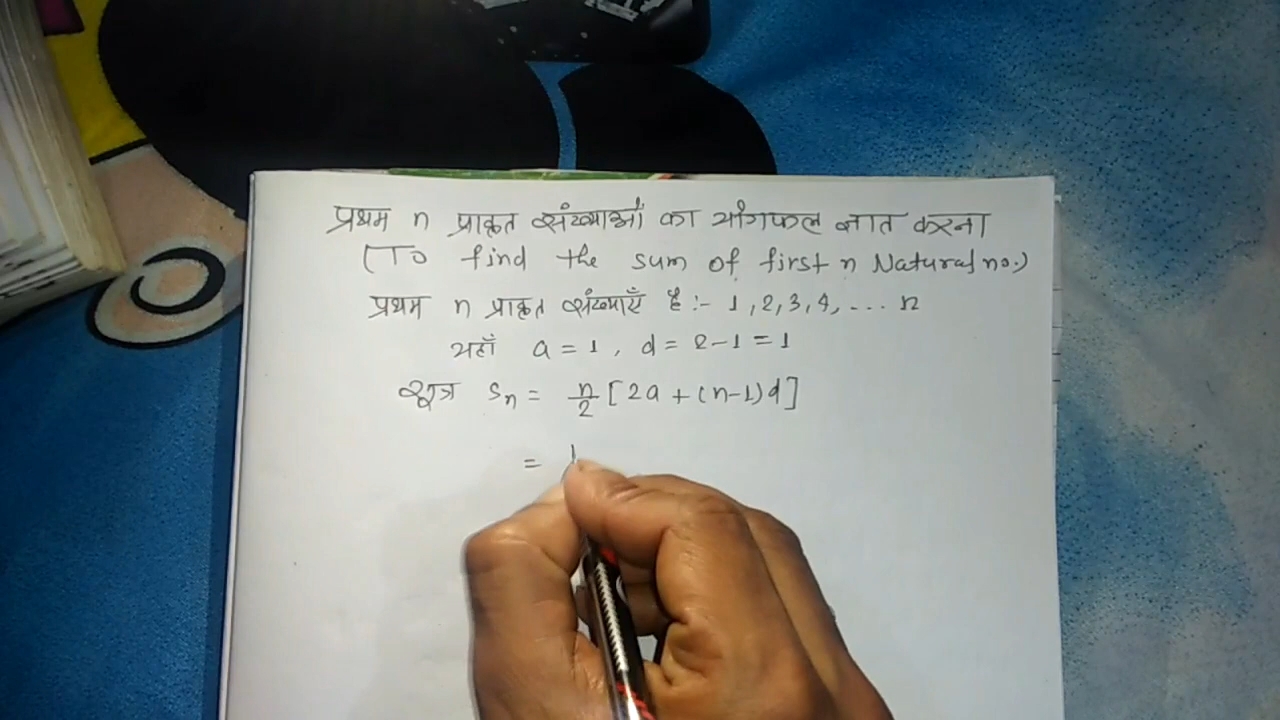 प्रथम n प्राकृत संख्याओं का योगफल ज्ञात करना
(To find the sum of first n Natural no.)
प्रथम n प्राकृत संख्याएँ है :- 1, 2, 3, 4, ... n
यहाँ a = 1, d = 2-1 = 1
सूत्र Sn = n/2 [2a + (n-1)d]
=